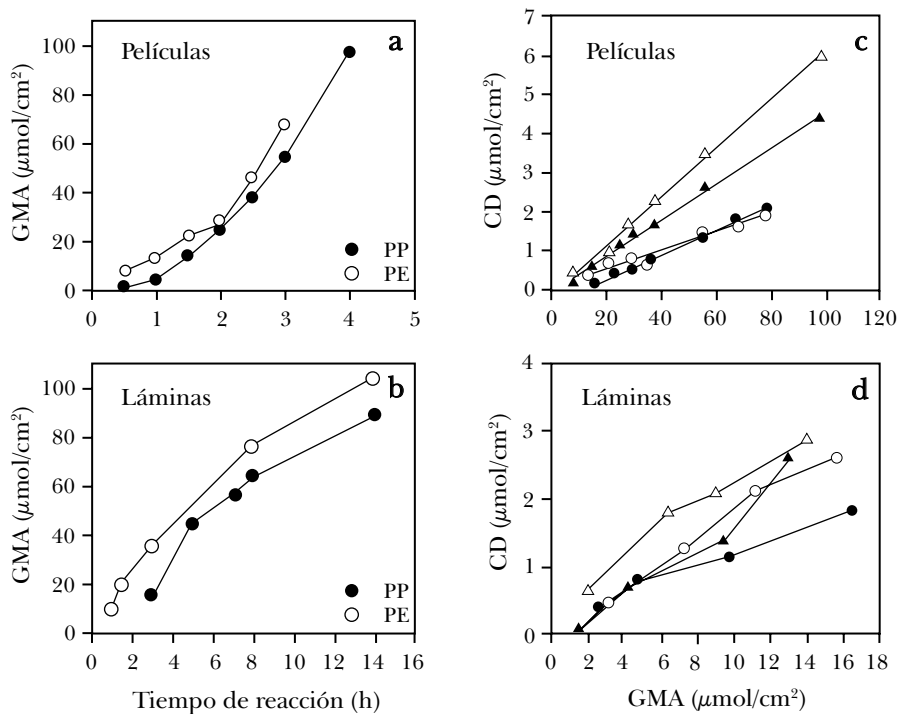 a
Películas
GMA (μmol/cm²)
100
80
60
40
20
0
PP
PE
0 1 2 3 4 5
c
Películas
CD (μmol/cm²)
7
6
5
4
3
2
1
0
0 20 40 60 80 100 120
b
Láminas
GMA (μmol/cm²)
100
80
60
40
20
0
PP
PE
0 2 4 6 8 10 12 14 16
Tiempo de reacción (h)
d
Láminas
CD (μmol/cm²)
4
3
2
1
0
2 4 6 8 10 12 14 16 18
GMA (μmol/cm²)